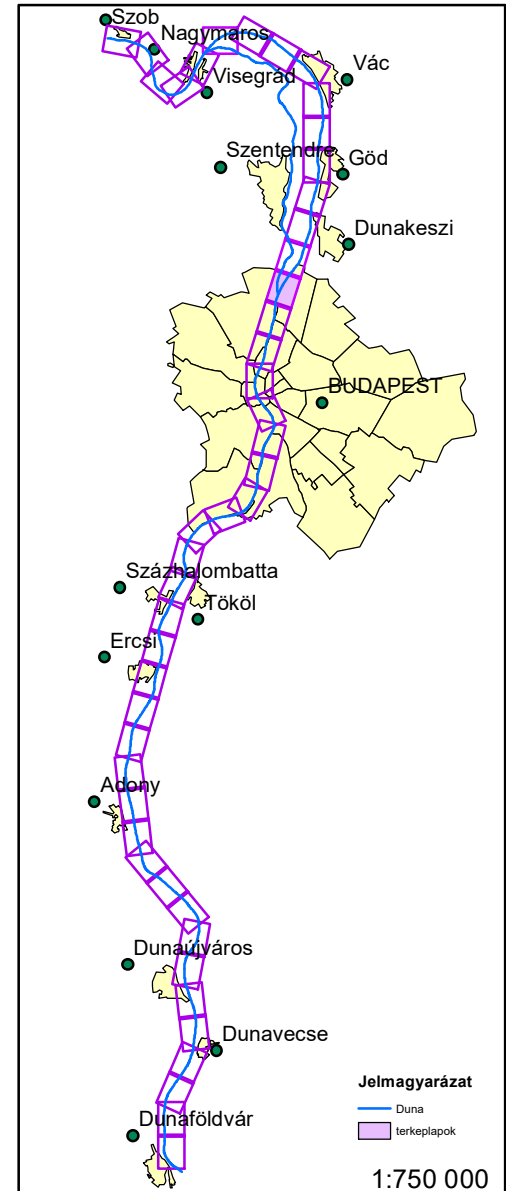 Szob
Nagymaros
Visegrád
Vác
Szentendre
Göd
Dunakeszi
BUDAPEST
Százhalombatta
Tököl
Ercsi
Adony
Dunaújváros
Dunavecse
Dunaföldvár
Jelmagyarázat
Duna
terkeplapok
1:750 000